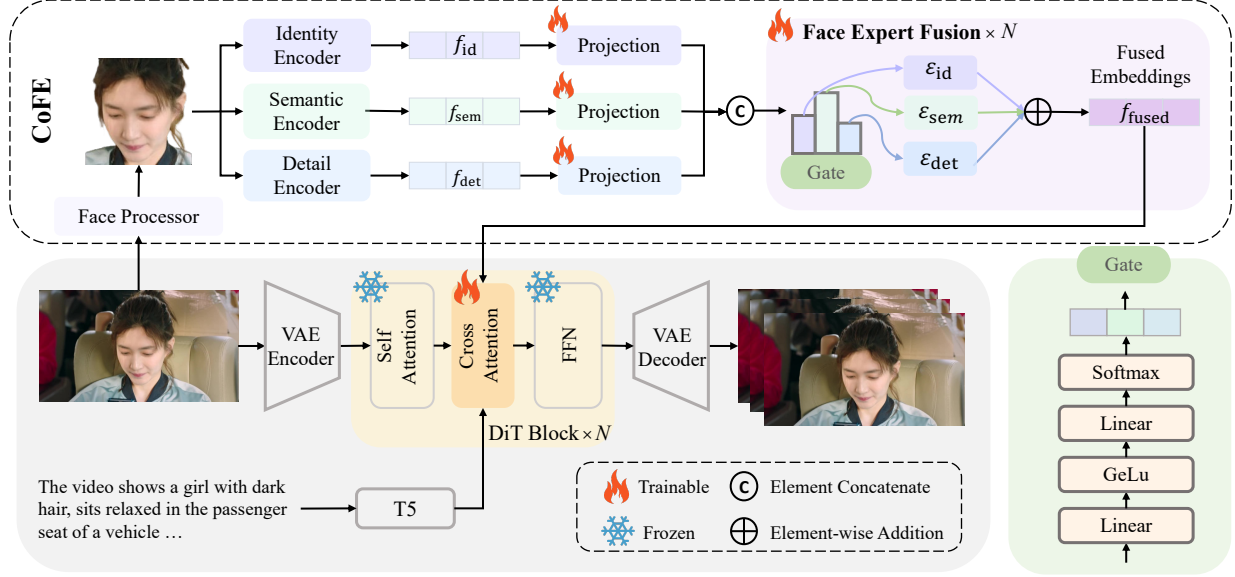 CoFE
Identity
Encoder
f_id
Projection
Semantic
Encoder
f_sem
Projection
Detail
Encoder
f_det
Projection
C
Face Expert Fusion × N
ε_id
ε_sem
ε_det
Gate
Fused
Embeddings
f_fused
Face Processor
VAE
Encoder
Self
Attention
Cross
Attention
FFN
DiT Block × N
VAE
Decoder
The video shows a girl with dark
hair, sits relaxed in the passenger
seat of a vehicle …
T5
Trainable
C Element Concatenate
Frozen
Element-wise Addition
Gate
Softmax
Linear
GeLu
Linear